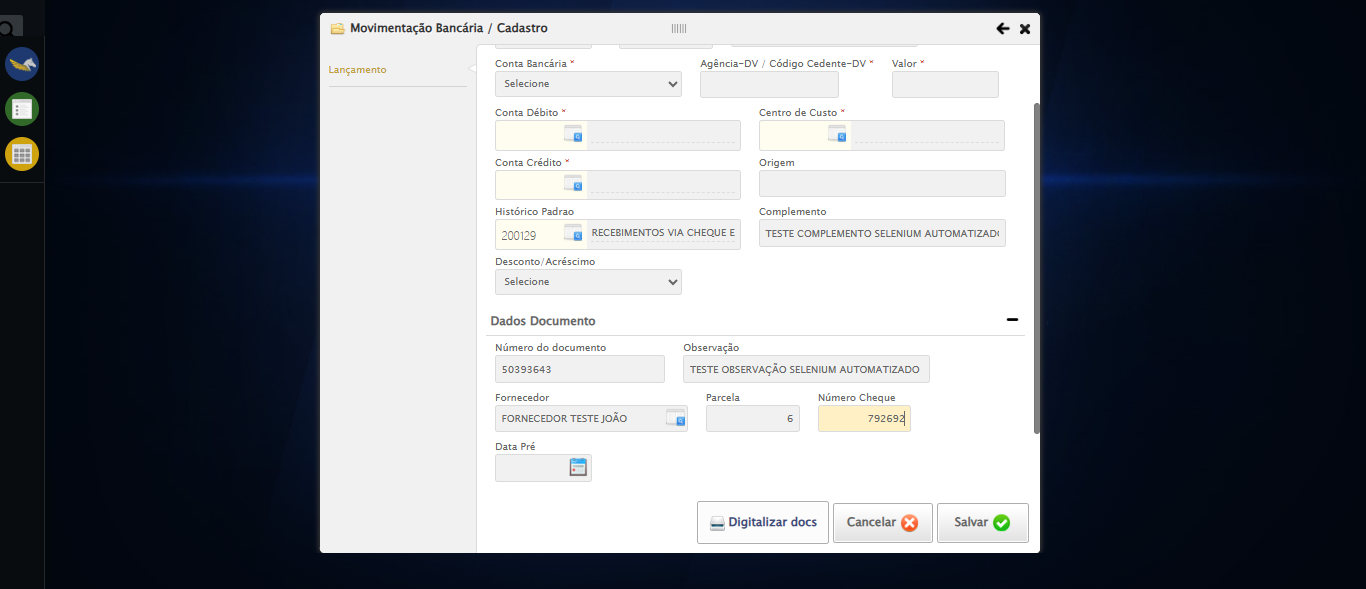 Movimentação Bancária / Cadastro
Lançamento
Conta Bancária * Agência-DV / Código Cedente-DV * Valor *
Selecione
Conta Débito * Centro de Custo *
Conta Crédito * Origem
Histórico Padrao Complemento
200129 RECEBIMENTOS VIA CHEQUE E TESTE COMPLEMENTO SELENIUM AUTOMATIZADO
Desconto/Acréscimo
Selecione
Dados Documento
Número do documento Observação
50393643 TESTE OBSERVAÇÃO SELENIUM AUTOMATIZADO
Fornecedor Parcela Número Cheque
FORNECEDOR TESTE JOÃO 6 792692
Data Pré
Digitalizar docs Cancelar Salvar